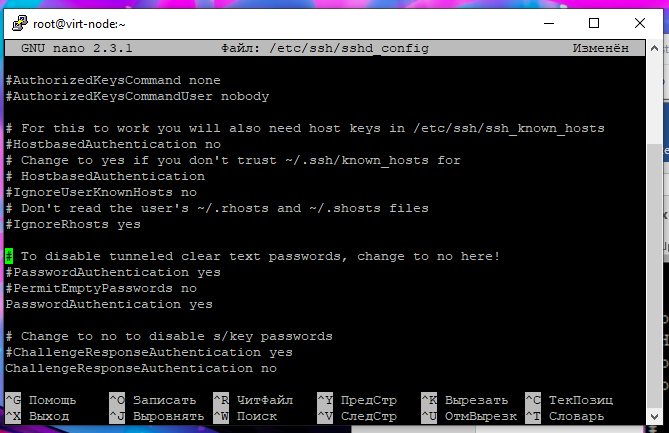 root@virt-node:~
GNU nano 2.3.1 Файл: /etc/ssh/sshd_config Изменён
#AuthorizedKeysCommand none
#AuthorizedKeysCommandUser nobody
# For this to work you will also need host keys in /etc/ssh/ssh_known_hosts
#HostbasedAuthentication no
# Change to yes if you don't trust ~/.ssh/known_hosts for
# HostbasedAuthentication
#IgnoreUserKnownHosts no
# Don't read the user's ~/.rhosts and ~/.shosts files
#IgnoreRhosts yes
# To disable tunneled clear text passwords, change to no here!
#PasswordAuthentication yes
#PermitEmptyPasswords no
PasswordAuthentication yes
# Change to no to disable s/key passwords
#ChallengeResponseAuthentication yes
ChallengeResponseAuthentication no
^G Помощь ^O Записать ^R ЧитФайл ^Y ПредСтр ^K Вырезать ^C ТекПозиц
^X Выход ^J Выровнять ^W Поиск ^V СледСтр ^U ОтмВырезк ^T Словарь